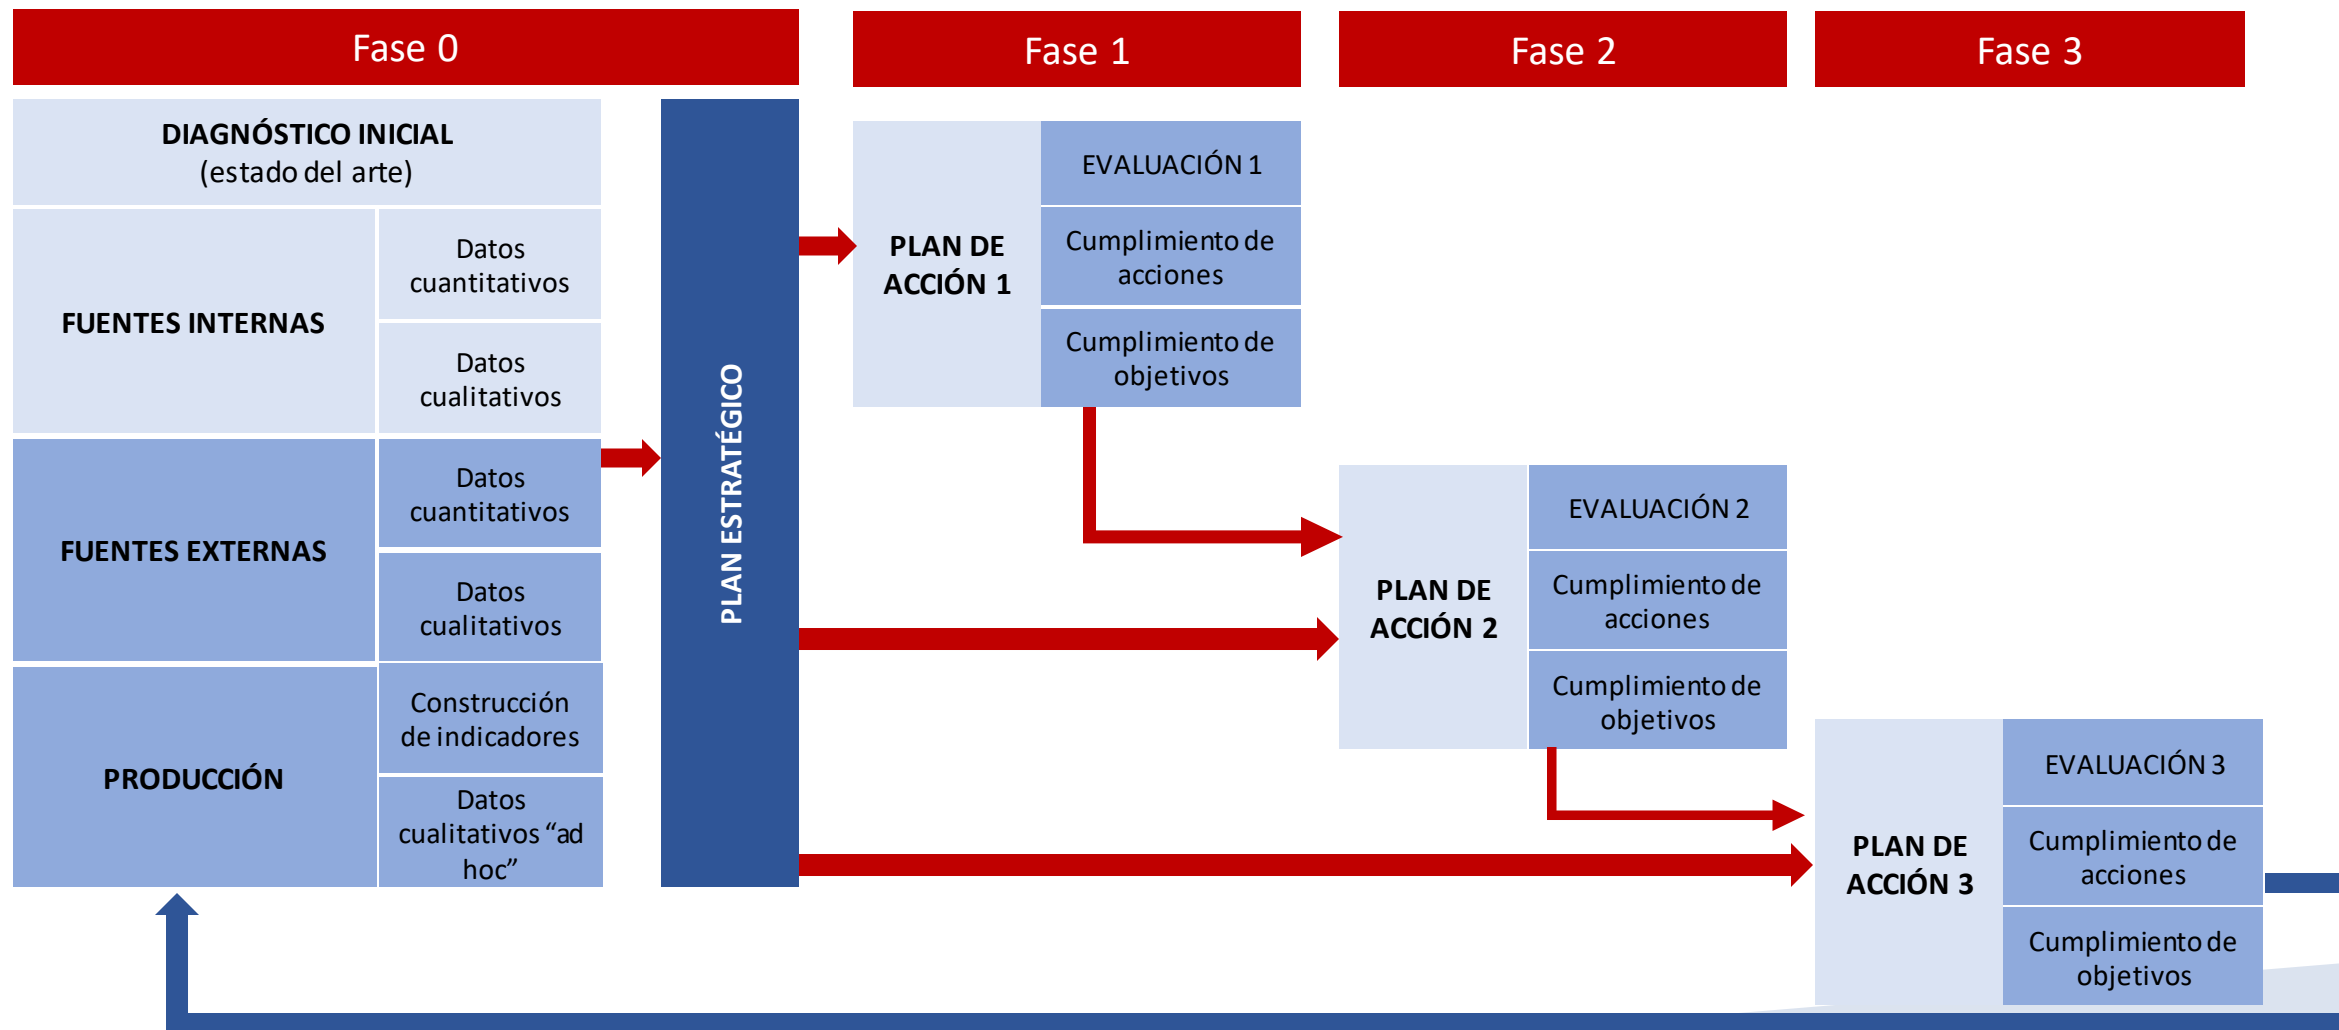 Fase 0
Fase 1
Fase 2
Fase 3
DIAGNÓSTICO INICIAL
(estado del arte)
FUENTES INTERNAS
Datos
cuantitativos
Datos
cualitativos
FUENTES EXTERNAS
Datos
cuantitativos
Datos
cualitativos
PRODUCCIÓN
Construcción
de indicadores
Datos
cualitativos “ad
hoc”
PLAN ESTRATÉGICO
PLAN DE
ACCIÓN 1
EVALUACIÓN 1
Cumplimiento de
acciones
Cumplimiento de
objetivos
PLAN DE
ACCIÓN 2
EVALUACIÓN 2
Cumplimiento de
acciones
Cumplimiento de
objetivos
PLAN DE
ACCIÓN 3
EVALUACIÓN 3
Cumplimiento de
acciones
Cumplimiento de
objetivos